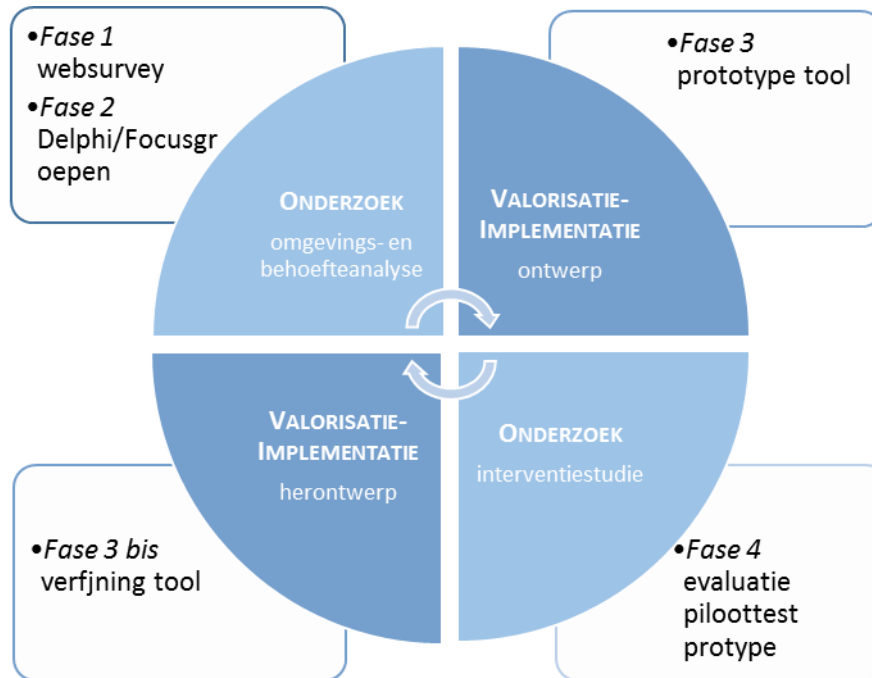 •Fase 1
websurvey
•Fase 2
Delphi/Focusgr
oepen
ONDERZOEK
omgevings- en
behoefteanalyse
•Fase 3
prototype tool
VALORISATIE-
IMPLEMENTATIE
ontwerp
ONDERZOEK
interventiestudie
•Fase 4
evaluatie
piloottest
protype
VALORISATIE-
IMPLEMENTATIE
herontwerp
•Fase 3 bis
verfjning tool